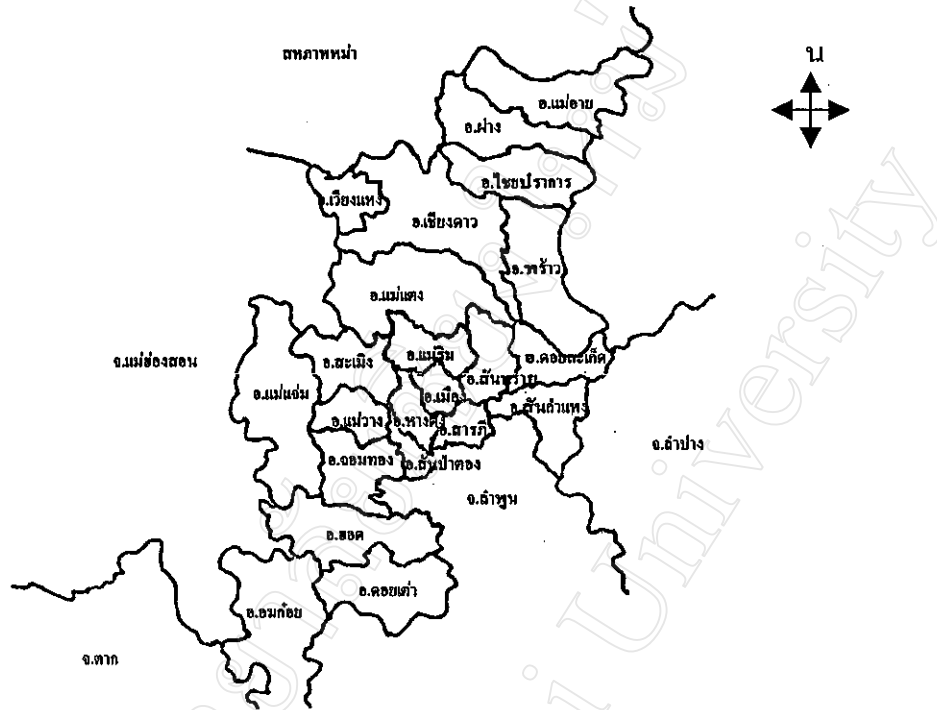 สหภาพพม่า
น
อ.แม่อาย
อ.ฝาง
อ.ไชยปราการ
อ.เวียงแหง
อ.เชียงดาว
อ.พร้าว
อ.แม่แตง
จ.แม่ฮ่องสอน
อ.สะเมิง
อ.แม่ริม
อ.ดอยสะเก็ด
อ.สันทราย
อ.แม่แจ่ม
อ.เมือง
อ.สันกำแพง
อ.แม่วาง
อ.หางดง
อ.สารภี
จ.ลำปาง
อ.จอมทอง
อ.สันป่าตอง
จ.ลำพูน
อ.ฮอด
อ.ดอยเต่า
อ.อมก๋อย
จ.ตาก
University